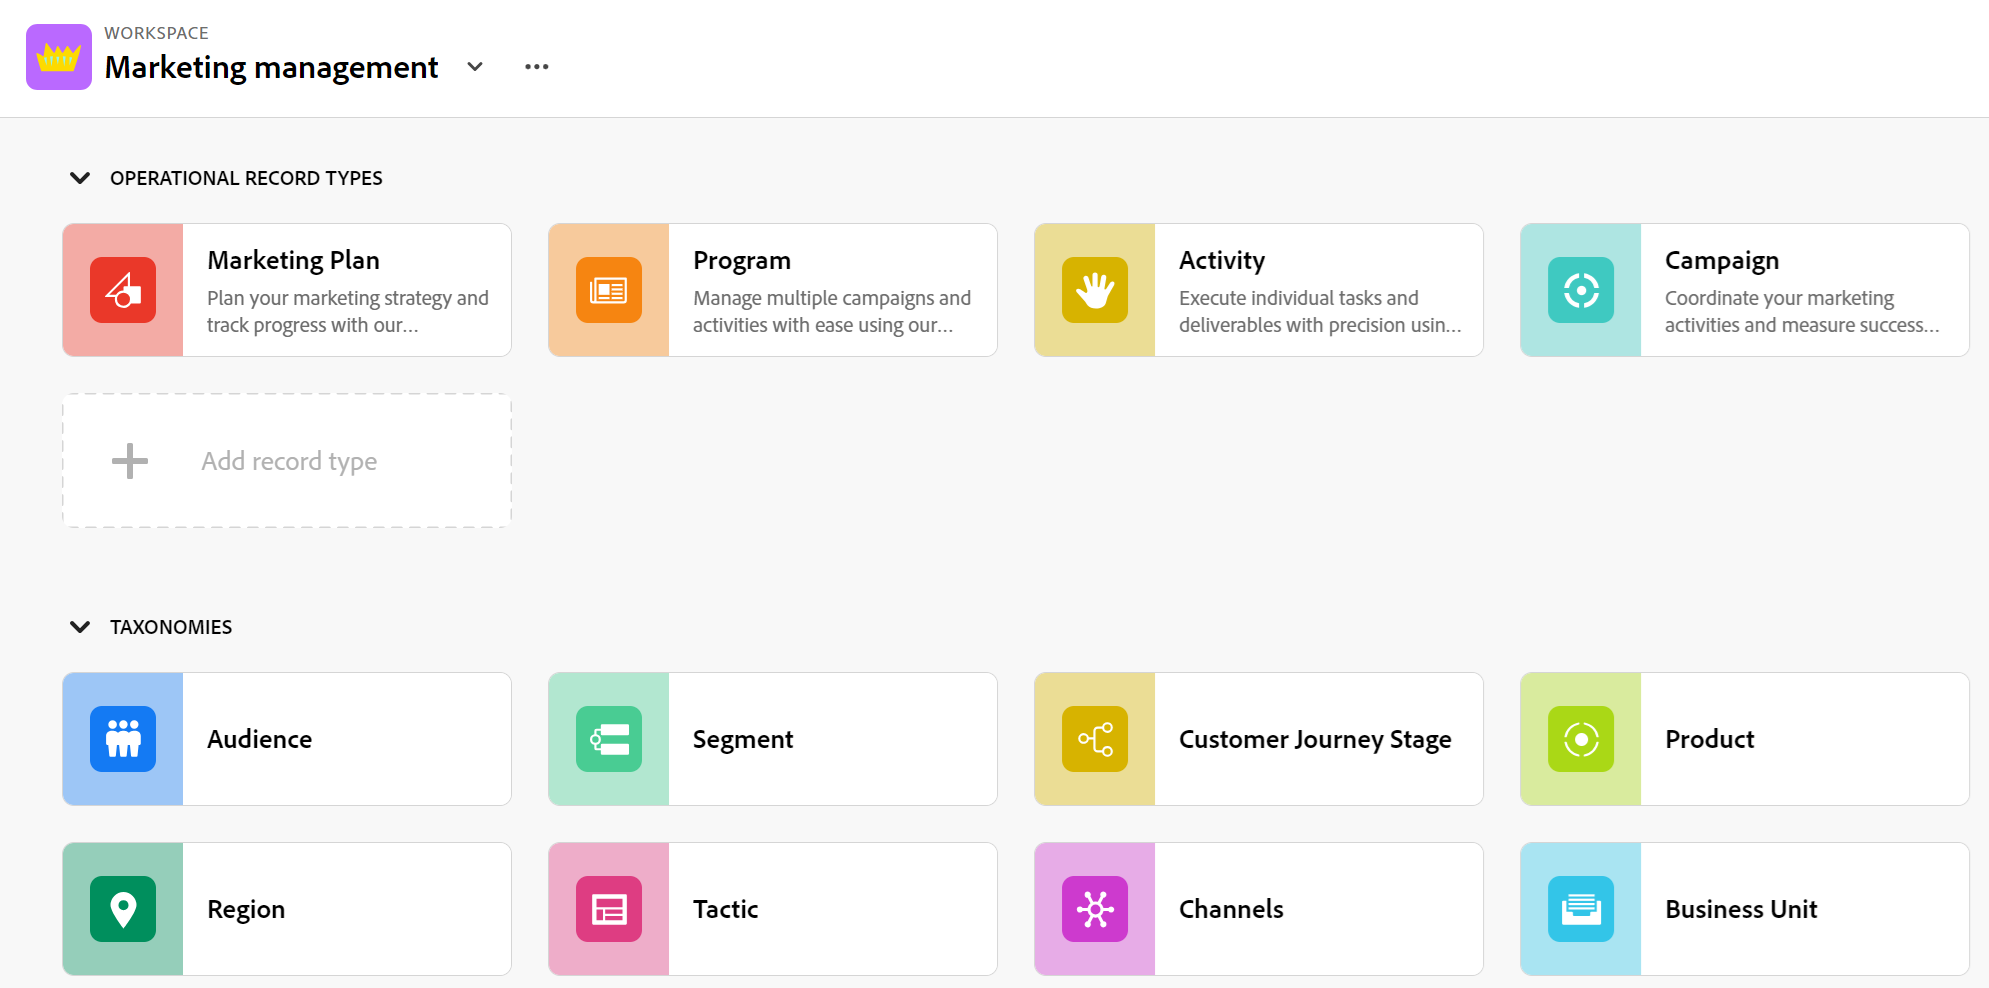 WORKSPACE
Marketing management
OPERATIONAL RECORD TYPES
Marketing Plan
Plan your marketing strategy and
track progress with our...
Program
Manage multiple campaigns and
activities with ease using our...
Activity
Execute individual tasks and
deliverables with precision usin...
Campaign
Coordinate your marketing
activities and measure success...
Add record type
TAXONOMIES
Audience
Segment
Customer Journey Stage
Product
Region
Tactic
Channels
Business Unit